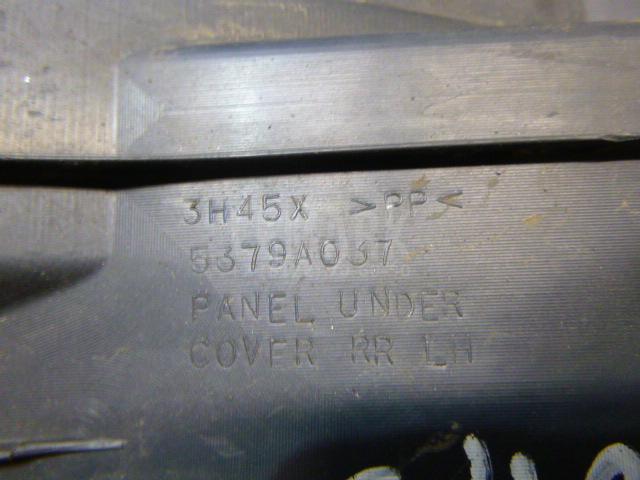 3H45X >PP<
5379A037
PANEL UNDER
COVER RR LH